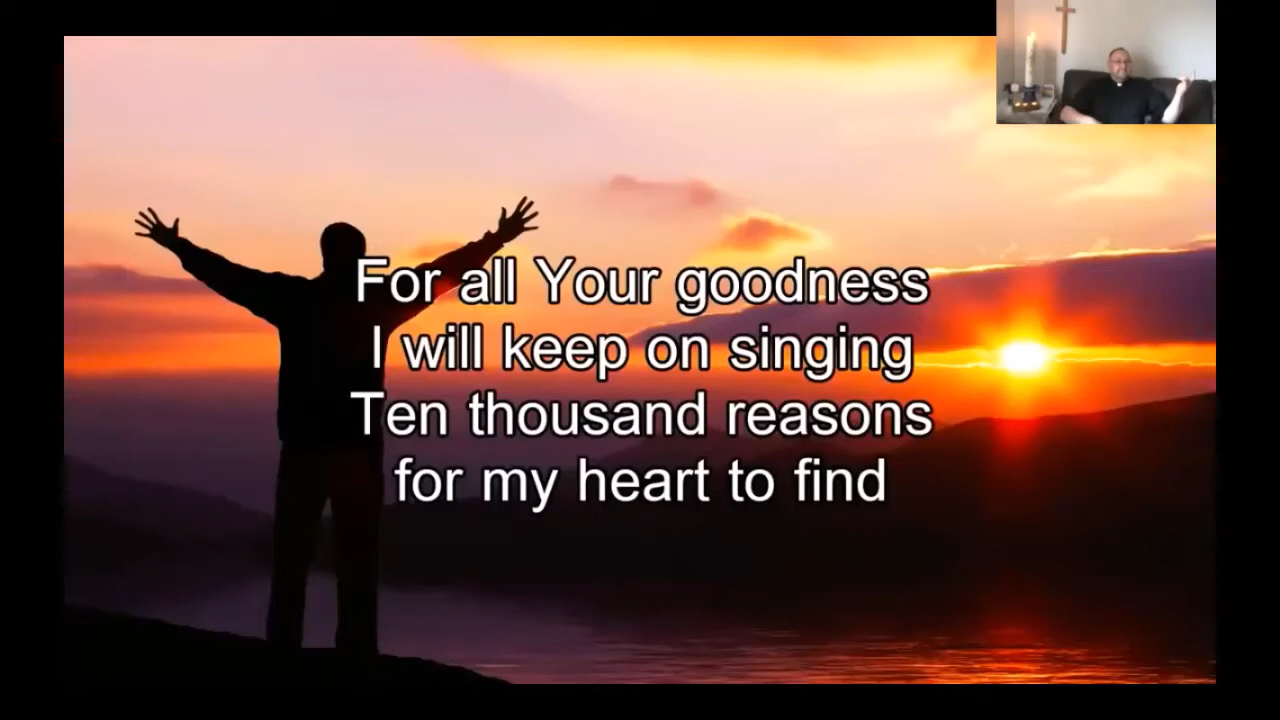 For all Your goodness
I will keep on singing
Ten thousand reasons
for my heart to find